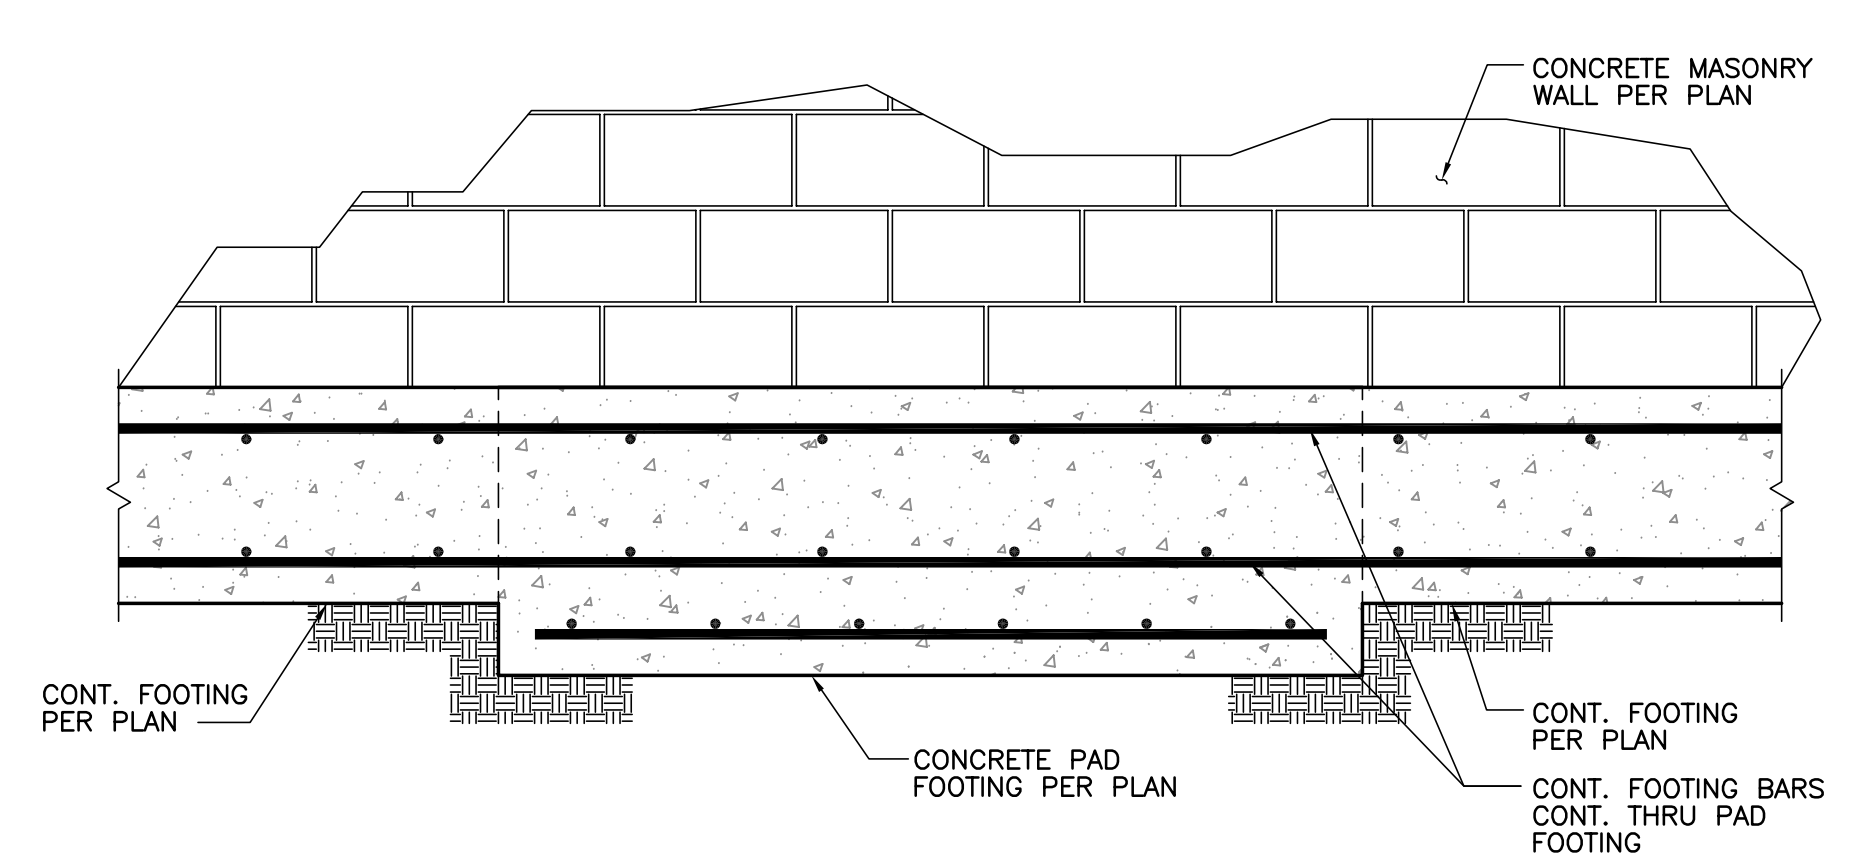 CONCRETE MASONRY
WALL PER PLAN
CONT. FOOTING
PER PLAN
CONCRETE PAD
FOOTING PER PLAN
CONT. FOOTING
PER PLAN
CONT. FOOTING BARS
CONT. THRU PAD
FOOTING